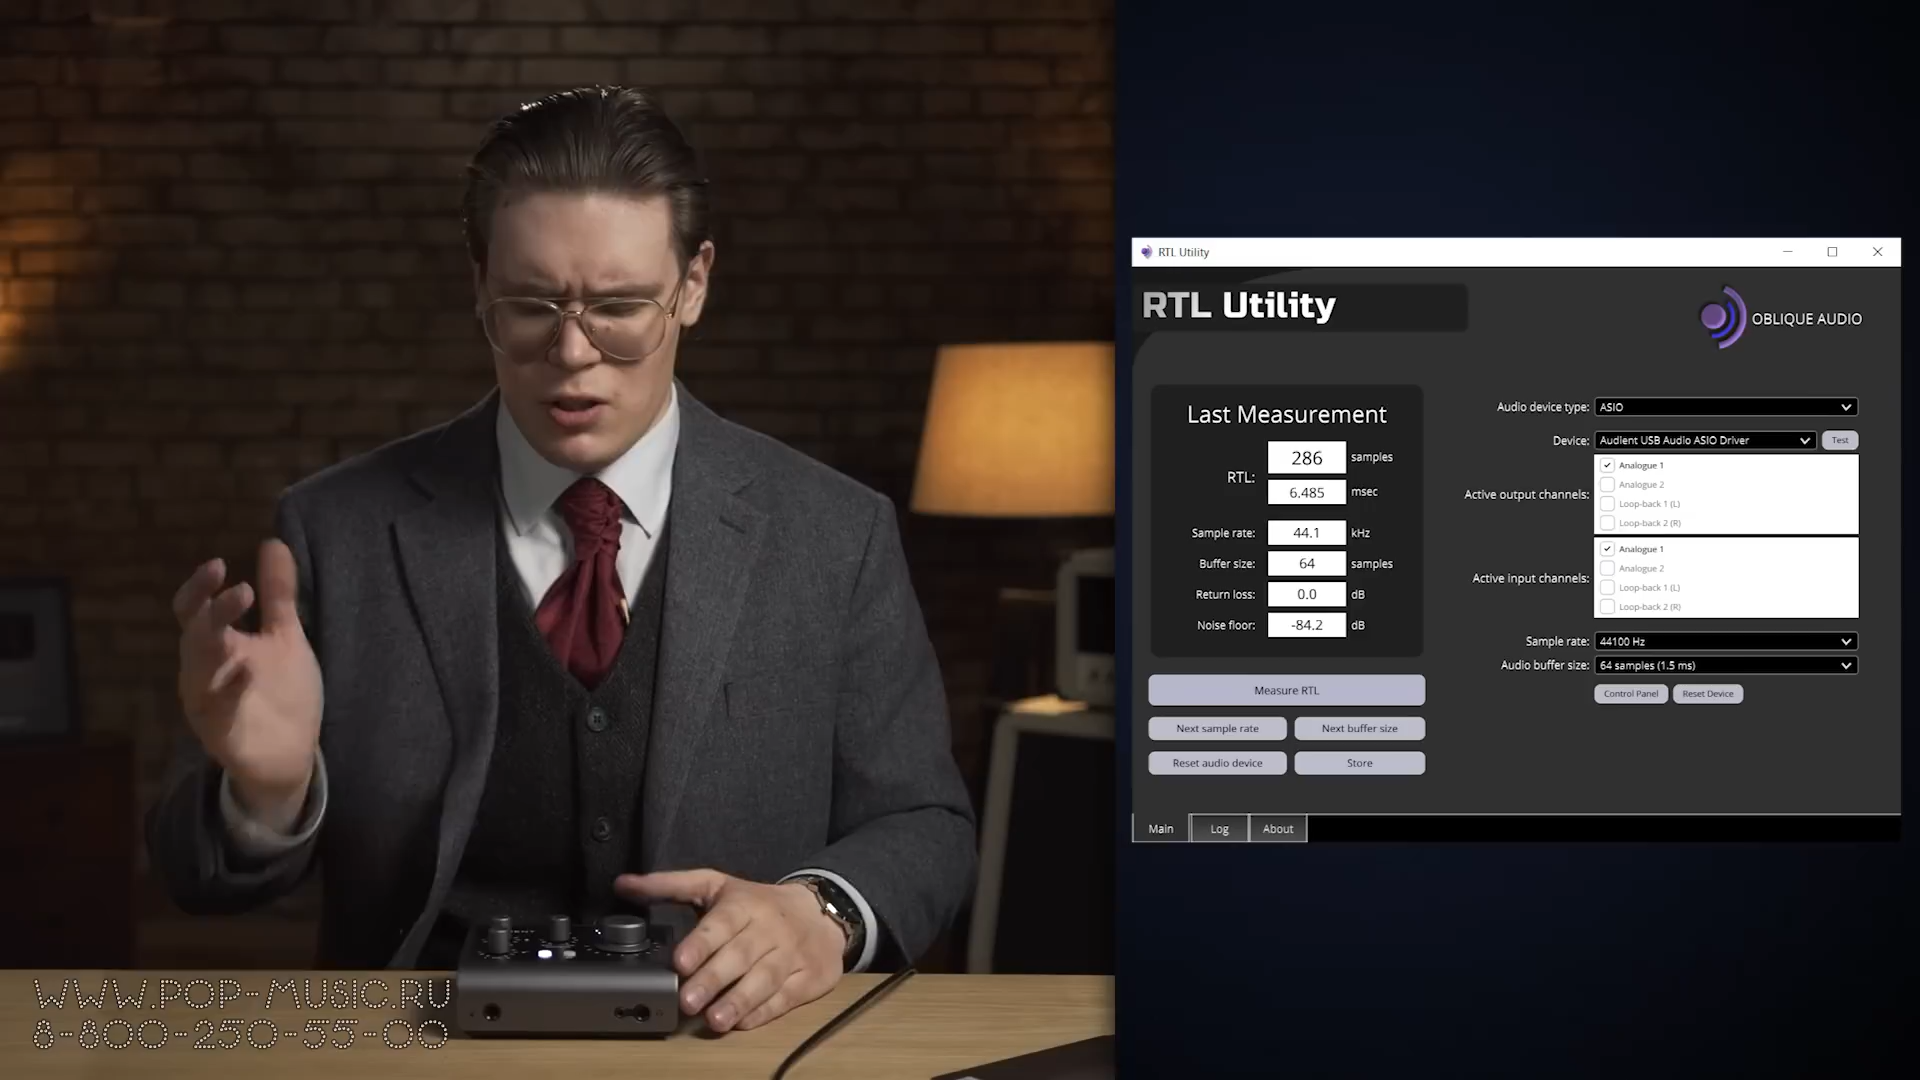 WWW.POP-MUSIC.RU
8-800-250-55-00
RTL Utility
RTL Utility
OBLIQUE AUDIO
Last Measurement
RTL:
286 samples
6.485 msec
Sample rate: 44.1 kHz
Buffer size: 64 samples
Return loss: 0.0 dB
Noise floor: -84.2 dB
Measure RTL
Next sample rate
Next buffer size
Reset audio device
Store
Audio device type: ASIO
Device: Audient USB Audio ASIO Driver Test
Active output channels:
Analogue 1
Analogue 2
Loop-back 1 (L)
Loop-back 2 (R)
Active input channels:
Analogue 1
Analogue 2
Loop-back 1 (L)
Loop-back 2 (R)
Sample rate: 44100 Hz
Audio buffer size: 64 samples (1.5 ms)
Control Panel Reset Device
Main Log About